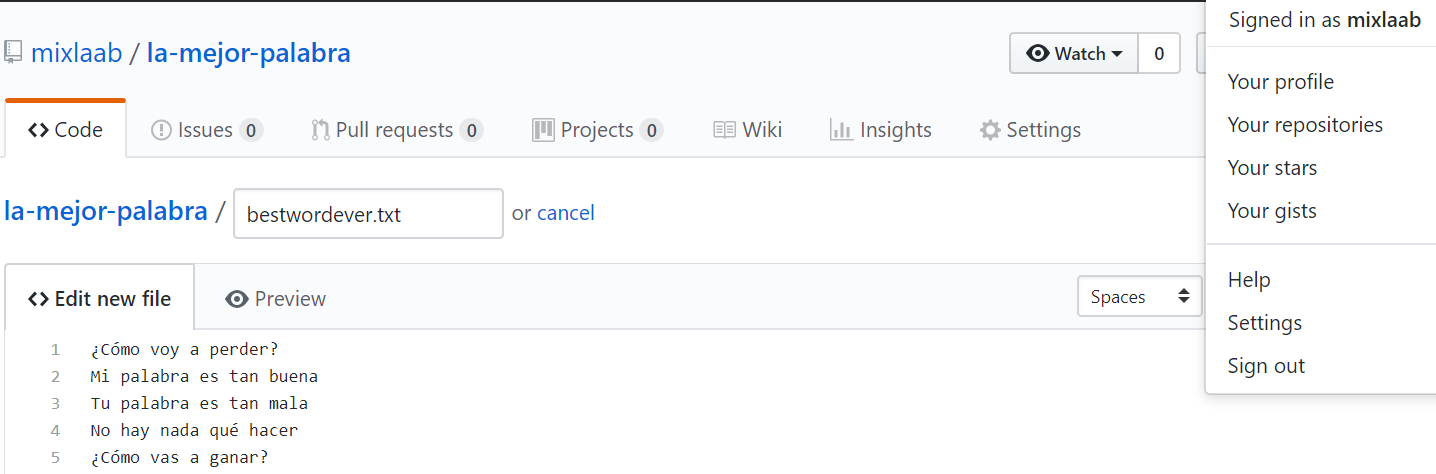 Signed in as mixlaab
mixlaab / la-mejor-palabra
Watch 0
Your profile
Your repositories
Your stars
Your gists
Help
Settings
Sign out
Code Issues 0 Pull requests 0 Projects 0 Wiki Insights Settings
la-mejor-palabra / bestwordever.txt or cancel
Edit new file Preview Spaces
1 ¿Cómo voy a perder?
2 Mi palabra es tan buena
3 Tu palabra es tan mala
4 No hay nada qué hacer
5 ¿Cómo vas a ganar?